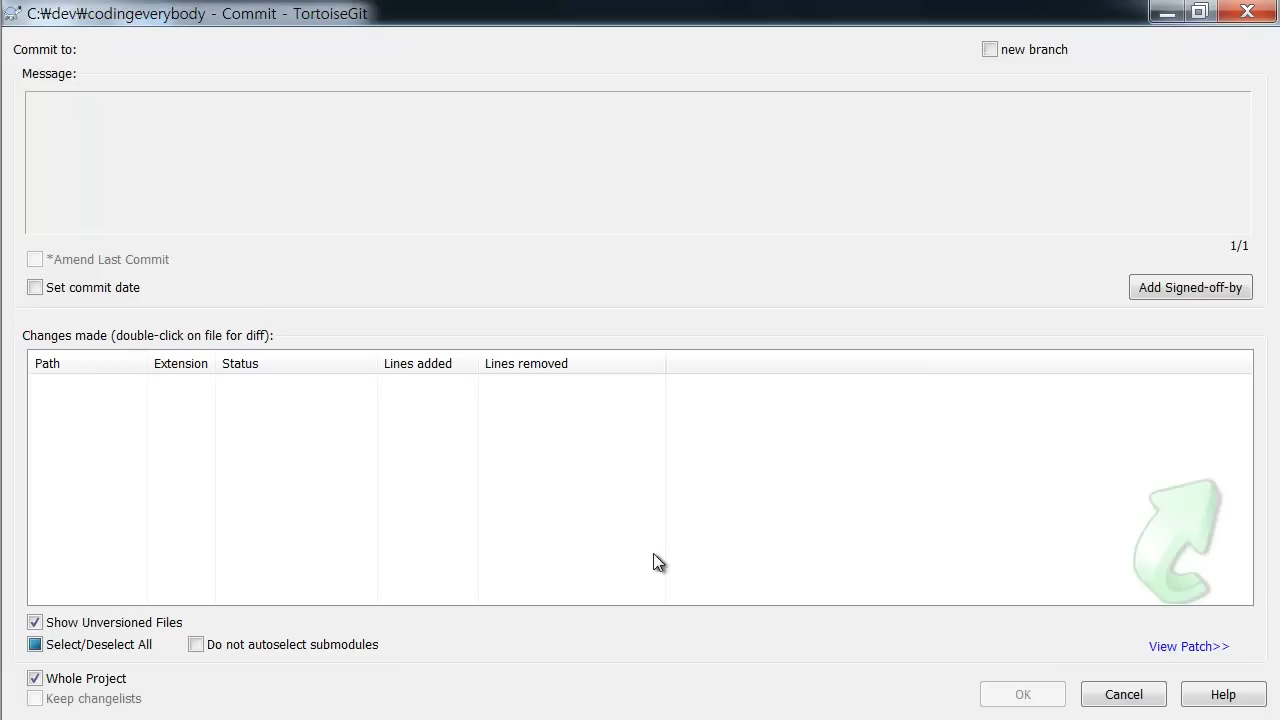 C:₩dev₩codingeverybody - Commit - TortoiseGit
Commit to:
new branch
Message:
1/1
*Amend Last Commit
Set commit date
Add Signed-off-by
Changes made (double-click on file for diff):
Path Extension Status Lines added Lines removed
Show Unversioned Files
Select/Deselect All Do not autoselect submodules
View Patch>>
Whole Project
Keep changelists
OK Cancel Help